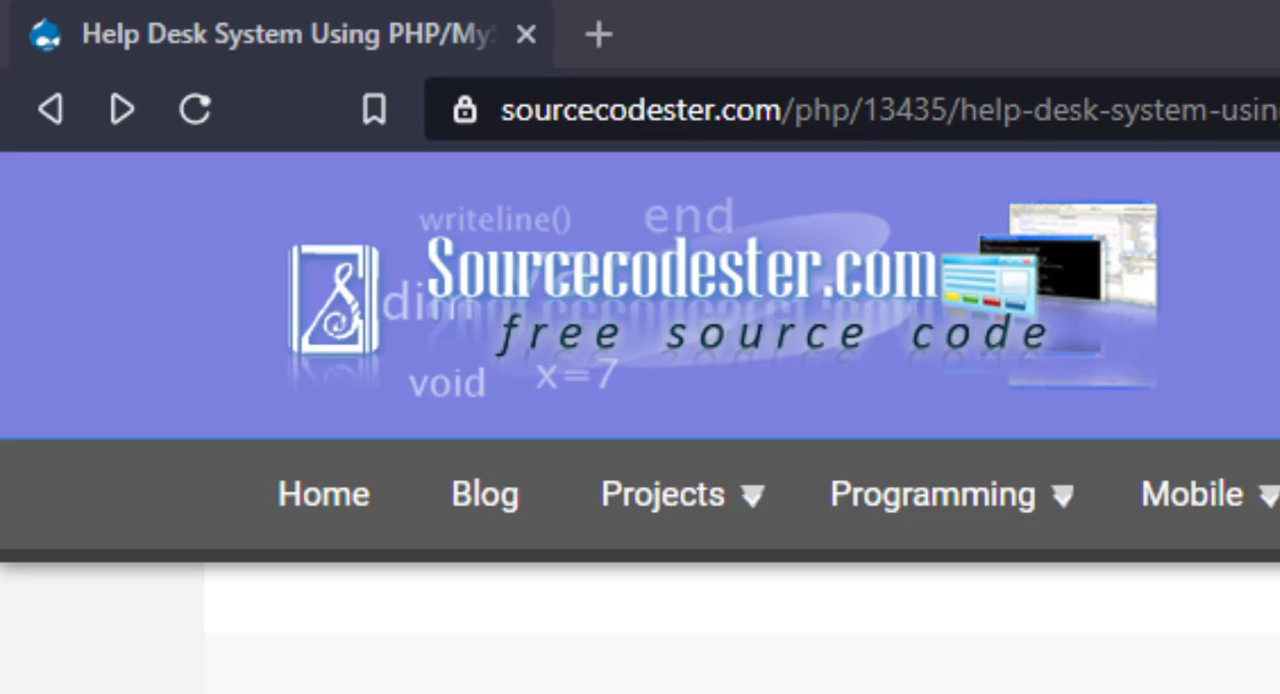 Help Desk System Using PHP/My
sourcecodester.com/php/13435/help-desk-system-usin
writeline() end
Sourcecodester.com
dim
free source code
void x=7
Home Blog Projects Programming Mobile